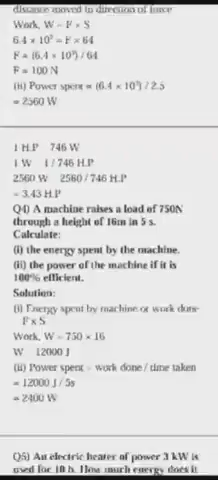 distance moved in direction of force
Work, W = F × S
6.4 × 10³ = F × 64
F = (6.4 × 10³) / 64
F = 100 N
(ii) Power spent = (6.4 × 10³) / 2.5
= 2560 W
1 H.P 746 W
1 W 1 / 746 H.P
2560 W 2560 / 746 H.P
= 3.43 H.P
Q4) A machine raises a load of 750N
through a height of 16m in 5 s.
Calculate:
(i) the energy spent by the machine.
(ii) the power of the machine if it is
100% efficient.
Solution:
(i) Energy spent by machine or work done
F x S
Work, W = 750 × 16
W 12000 J
(ii) Power spent = work done / time taken
= 12000 J / 5s
= 2400 W
Q5) An electric heater of power 3 kW is
used for 10 h. How much energy does it